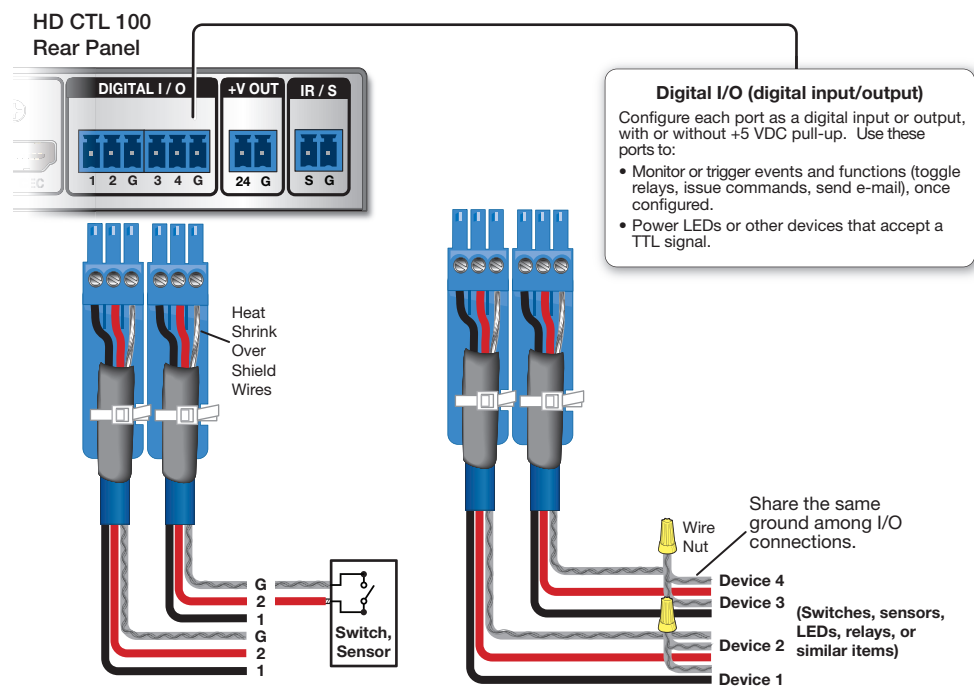 HD CTL 100
Rear Panel
DIGITAL I / O
+V OUT
IR / S
EC
1 2 G 3 4 G
24 G
S G
Digital I/O (digital input/output)
Configure each port as a digital input or output,
with or without +5 VDC pull-up. Use these
ports to:
• Monitor or trigger events and functions (toggle
relays, issue commands, send e-mail), once
configured.
• Power LEDs or other devices that accept a
TTL signal.
Heat
Shrink
Over
Shield
Wires
G
2
1
G
2
1
Switch,
Sensor
Wire
Nut
Share the same
ground among I/O
connections.
Device 4
Device 3
Device 2
Device 1
(Switches, sensors,
LEDs, relays, or
similar items)